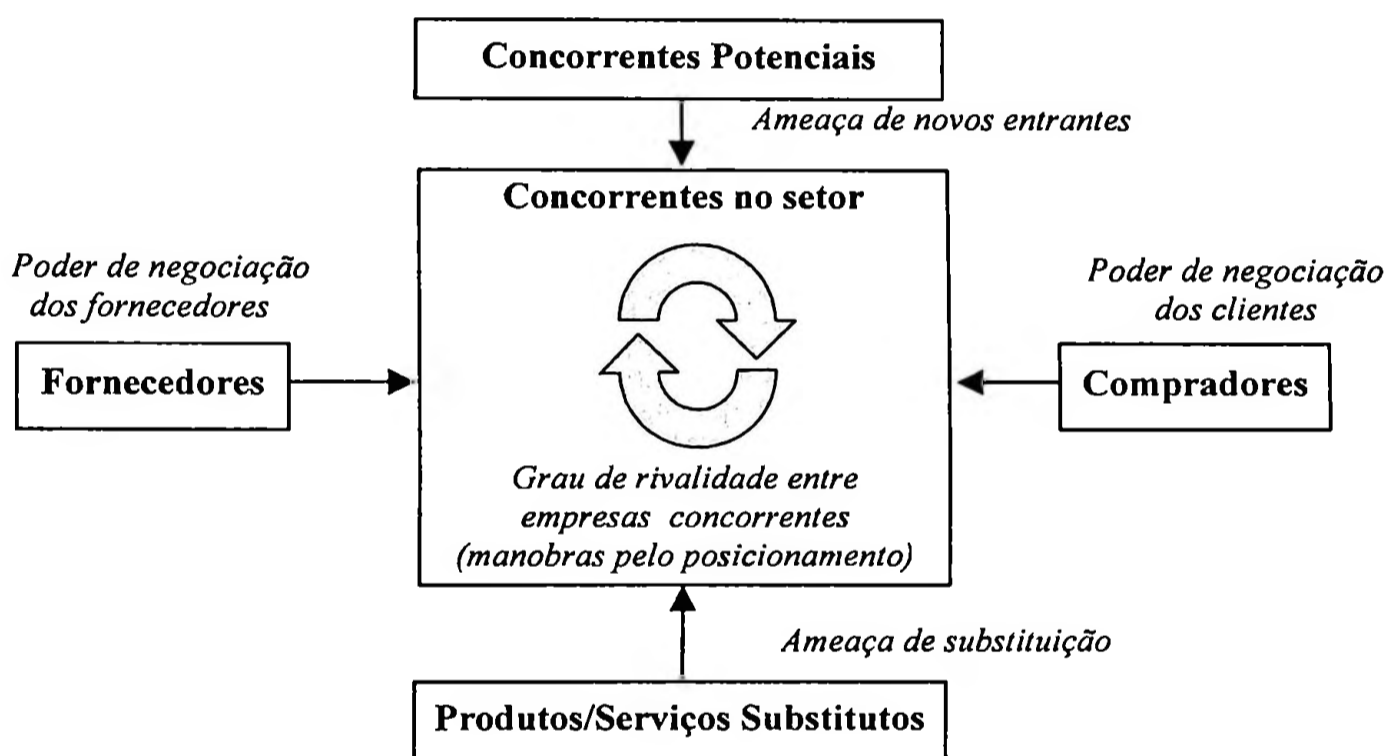 Concorrentes Potenciais
Ameaça de novos entrantes
Concorrentes no setor
Poder de negociação
dos fornecedores
Fornecedores
Poder de negociação
dos clientes
Compradores
Grau de rivalidade entre
empresas concorrentes
(manobras pelo posicionamento)
Ameaça de substituição
Produtos/Serviços Substitutos